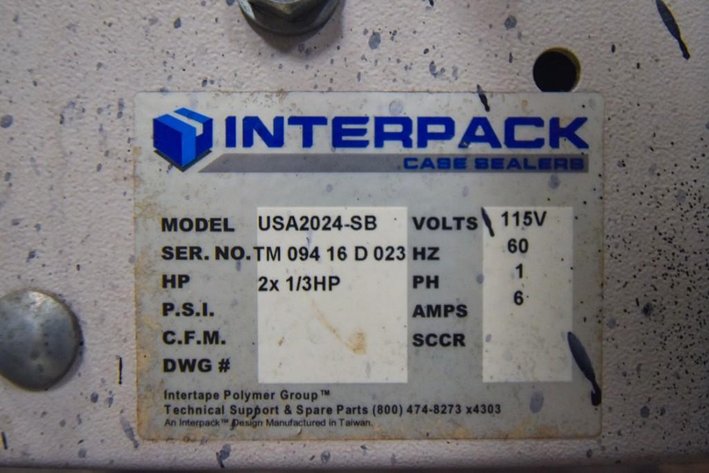 INTERPACK
CASE SEALERS
MODEL USA2024-SB VOLTS 115V
SER. NO. TM 094 16 D 023 HZ 60
HP 2x 1/3HP PH 1
P.S.I. AMPS 6
C.F.M. SCCR
DWG #
Intertape Polymer Group™
Technical Support & Spare Parts (800) 474-8273 x4303
An Interpack™ Design Manufactured in Taiwan.